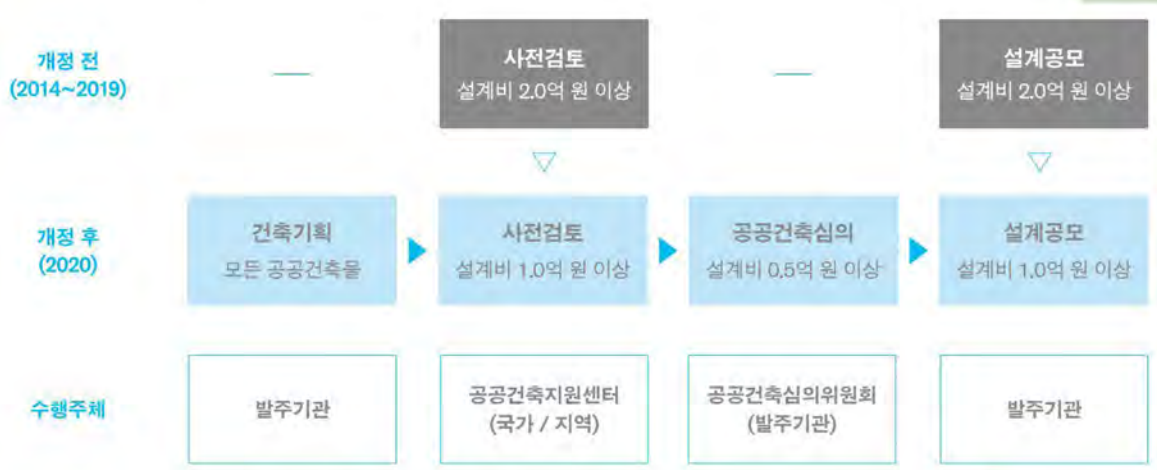 개정 전
(2014~2019)
사전검토
설계비 2.0억 원 이상
설계공모
설계비 2.0억 원 이상
개정 후
(2020)
건축기획
모든 공공건축물
사전검토
설계비 1.0억 원 이상
공공건축심의
설계비 0.5억 원 이상
설계공모
설계비 1.0억 원 이상
수행주체
발주기관
공공건축지원센터
(국가 / 지역)
공공건축심의위원회
(발주기관)
발주기관